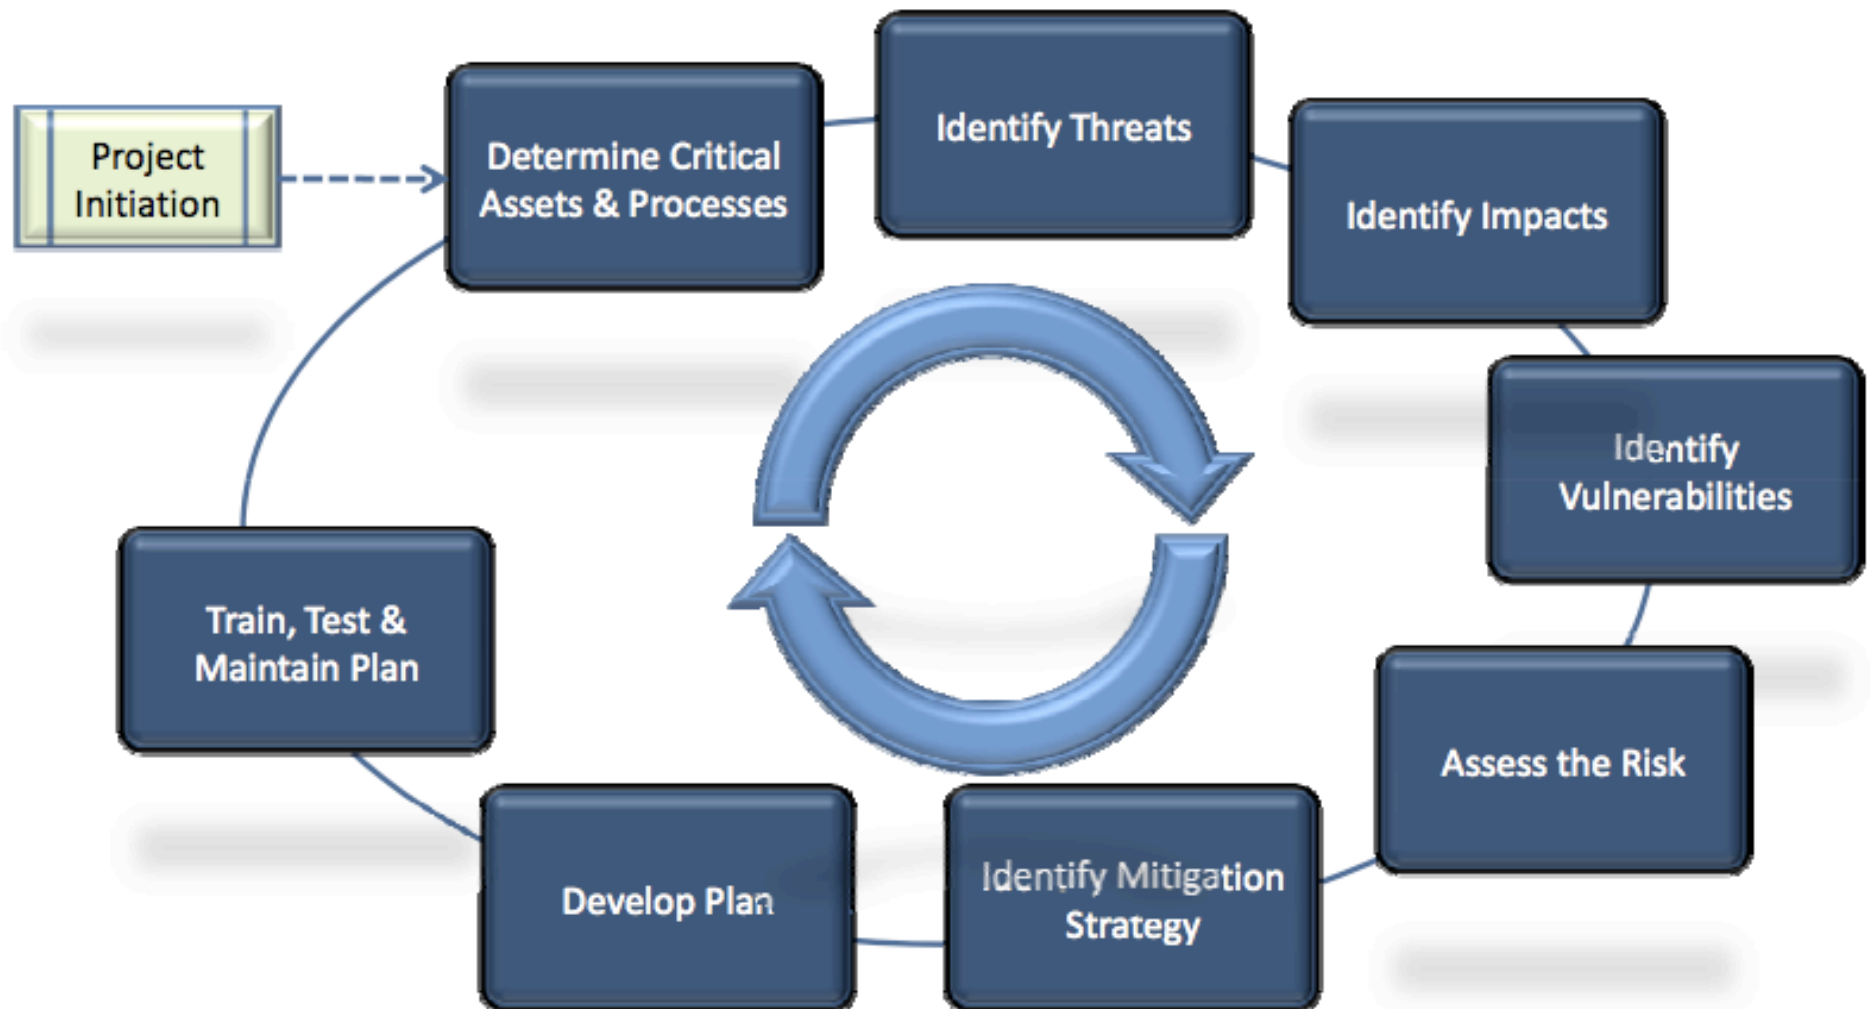 Project
Initiation
Determine Critical
Assets & Processes
Identify Threats
Identify Impacts
Identify
Vulnerabilities
Assess the Risk
Identify Mitigation
Strategy
Develop Plan
Train, Test &
Maintain Plan